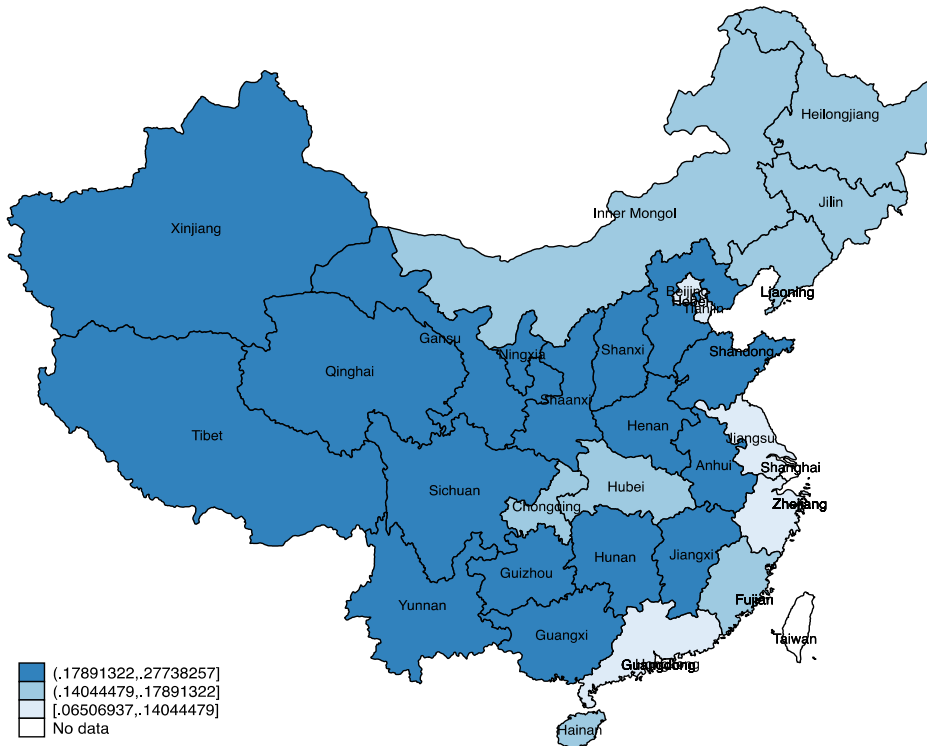 Heilongjiang
Jilin
Inner Mongol
Xinjiang
Beijing
Hebei
Tianjin
Liaoning
Gansu
Ningxia
Shanxi
Shandong
Qinghai
Shaanxi
Henan
Jiangsu
Tibet
Anhui
Shanghai
Sichuan
Hubei
Chongqing
Zhejiang
Hunan
Jiangxi
Guizhou
Yunnan
Fujian
Guangxi
Taiwan
Guangdong
(.17891322,.27738257]
(.14044479,.17891322]
[.06506937,.14044479]
No data
Hainan